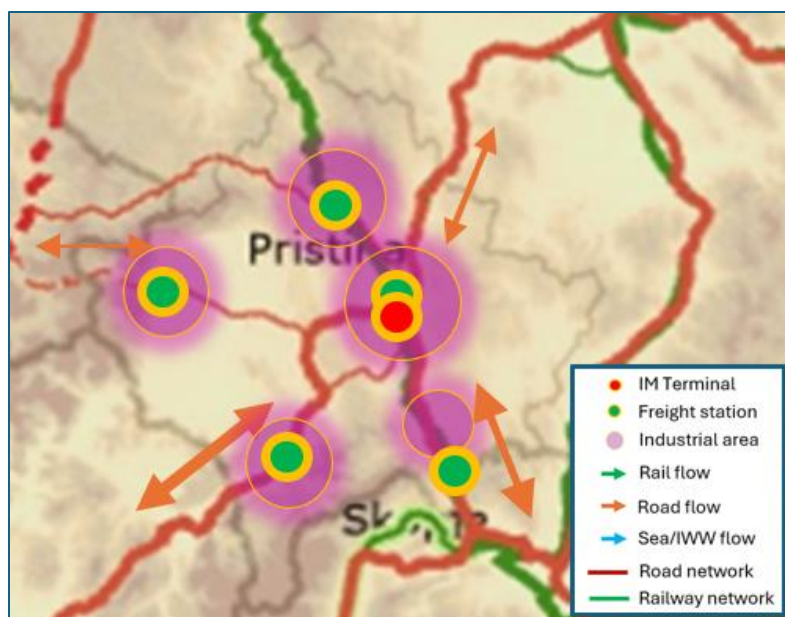 Pristina
IM Terminal
Freight station
Industrial area
Rail flow
Road flow
Sea/IWW flow
Road network
Railway network